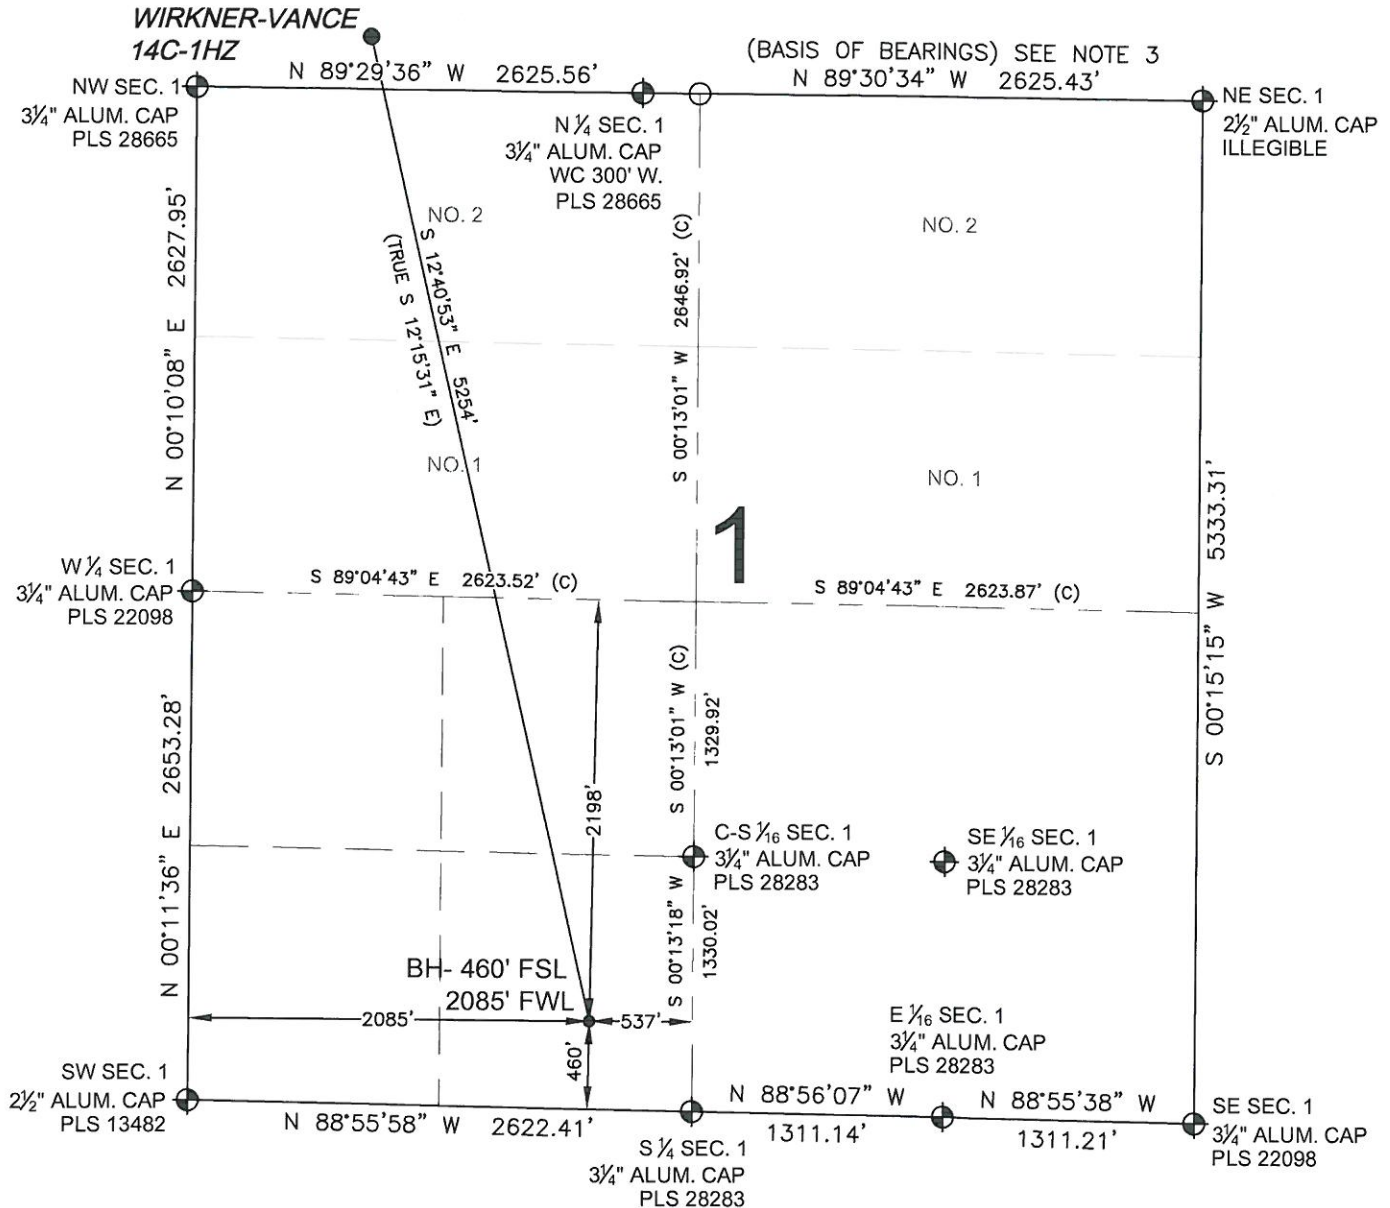 WIRKNER-VANCE
14C-1HZ
(BASIS OF BEARINGS) SEE NOTE 3
N 89°29'36" W 2625.56'
N 89°30'34" W 2625.43'
NW SEC. 1
3¼" ALUM. CAP
PLS 28665
N ¼ SEC. 1
3¼" ALUM. CAP
WC 300' W.
PLS 28665
NE SEC. 1
2½" ALUM. CAP
ILLEGIBLE
N 00°10'08" E 2627.95'
NO. 2
S 12°40'53" E 5254'
(TRUE S 12°15'31" E)
S 00°13'01" W 2646.92' (C)
NO. 2
NO. 1
NO. 1
1
S 00°15'15" W 5333.31'
W ¼ SEC. 1
3¼" ALUM. CAP
PLS 22098
S 89°04'43" E 2623.52' (C)
S 89°04'43" E 2623.87' (C)
N 00°11'36" E 2653.28'
2198'
S 00°13'01" W (C)
1329.92'
C-S 1⁄16 SEC. 1
3¼" ALUM. CAP
PLS 28283
SE 1⁄16 SEC. 1
3¼" ALUM. CAP
PLS 28283
S 00°13'18" W
1330.02'
BH- 460' FSL
2085' FWL
2085'
537'
460'
E 1⁄16 SEC. 1
3¼" ALUM. CAP
PLS 28283
SW SEC. 1
2½" ALUM. CAP
PLS 13482
N 88°55'58" W 2622.41'
S ¼ SEC. 1
3¼" ALUM. CAP
PLS 28283
N 88°56'07" W
1311.14'
N 88°55'38" W
1311.21'
SE SEC. 1
3¼" ALUM. CAP
PLS 22098